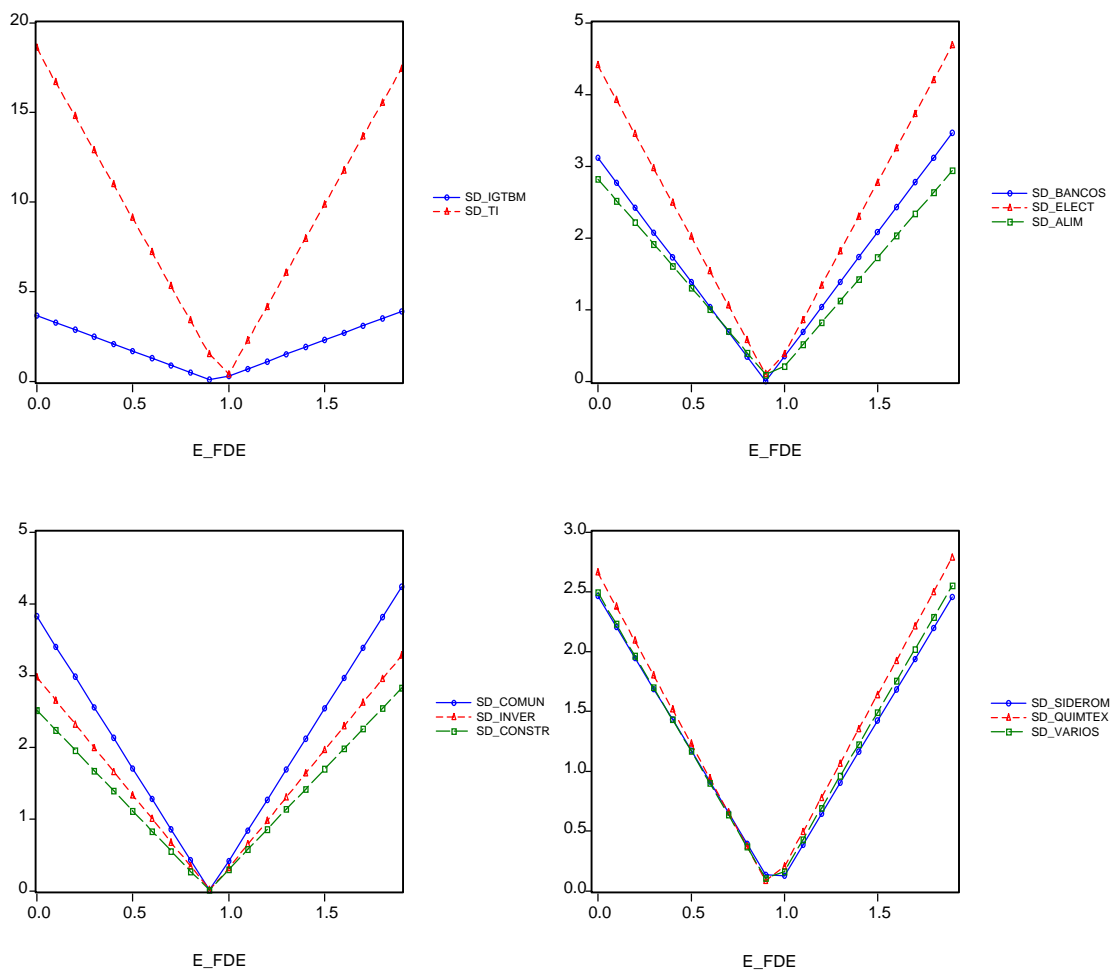 20
15
10
5
0
0.0 0.5 1.0 1.5
E_FDE
SD_IGTBM
SD_TI
5
4
3
2
1
0
0.0 0.5 1.0 1.5
E_FDE
SD_BANCOS
SD_ELECT
SD_ALIM
5
4
3
2
1
0
0.0 0.5 1.0 1.5
E_FDE
SD_COMUN
SD_INVER
SD_CONSTR
3.0
2.5
2.0
1.5
1.0
0.5
0.0
0.0 0.5 1.0 1.5
E_FDE
SD_SIDEROM
SD_QUIMTEX
SD_VARIOS